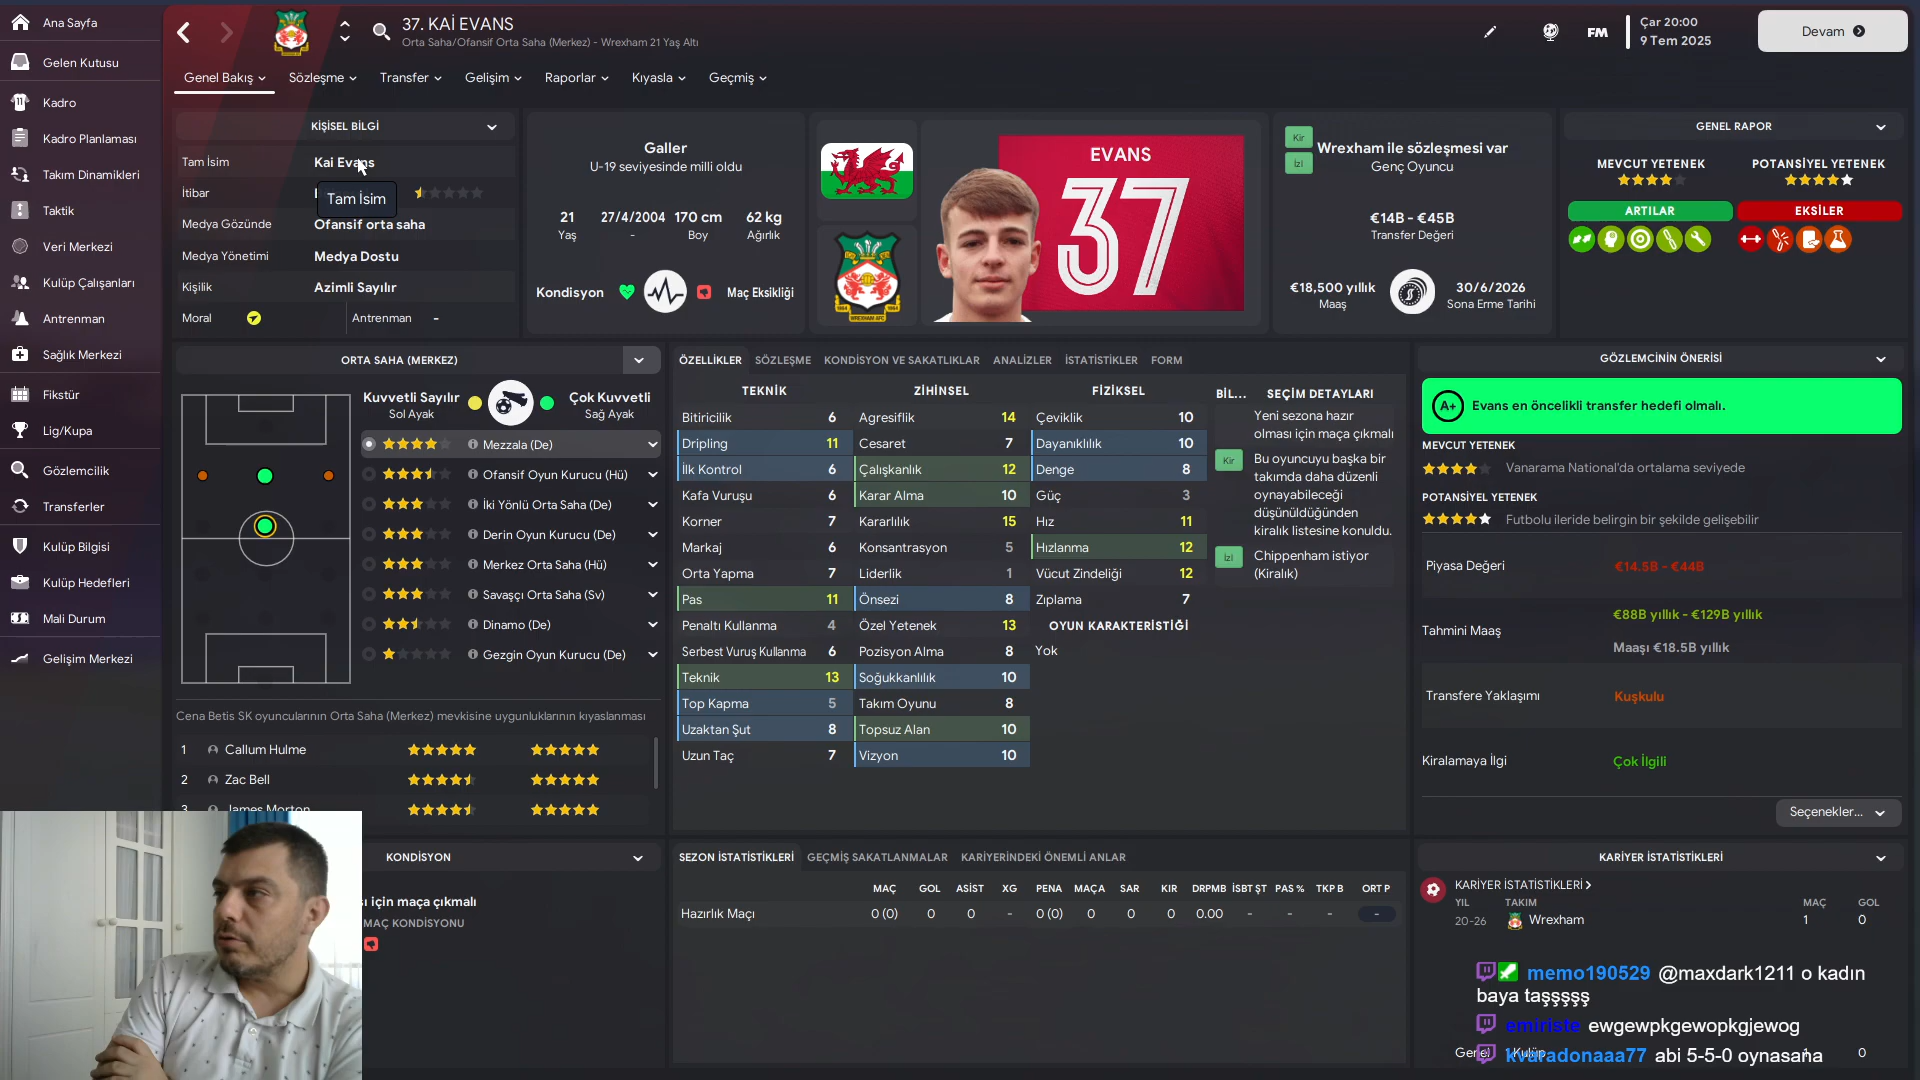 Ana Sayfa
Gelen Kutusu
Kadro
Kadro Planlaması
Takım Dinamikleri
Taktik
Veri Merkezi
Kulüp Çalışanları
Antrenman
Sağlık Merkezi
Fikstür
Lig/Kupa
Gözlemcilik
Transferler
Kulüp Bilgisi
Kulüp Hedefleri
Mali Durum
Gelişim Merkezi
37. KAİ EVANS
Orta Saha/Ofansif Orta Saha (Merkez) - Wrexham 21 Yaş Altı
FM
Çar 20:00
9 Tem 2025
Devam
Genel Bakış
Sözleşme
Transfer
Gelişim
Raporlar
Kıyasla
Geçmiş
KİŞİSEL BİLGİ
Tam İsim Kai Evans
İtibar
Tam İsim
Medya Gözünde Ofansif orta saha
Medya Yönetimi Medya Dostu
Kişilik Azimli Sayılır
Moral
Antrenman -
Galler
U-19 seviyesinde milli oldu
21 27/4/2004 170 cm 62 kg
Yaş - Boy Ağırlık
Kondisyon
Maç Eksikliği
EVANS
37
WREXHAM AFC
Kir
İzl
Wrexham ile sözleşmesi var
Genç Oyuncu
€14B - €45B
Transfer Değeri
€18,500 yıllık
Maaş
30/6/2026
Sona Erme Tarihi
GENEL RAPOR
MEVCUT YETENEK
POTANSİYEL YETENEK
ARTILAR
EKSİLER
ORTA SAHA (MERKEZ)
Kuvvetli Sayılır
Sol Ayak
Çok Kuvvetli
Sağ Ayak
Mezzala (De)
Ofansif Oyun Kurucu (Hü)
İki Yönlü Orta Saha (De)
Derin Oyun Kurucu (De)
Merkez Orta Saha (Hü)
Savaşçı Orta Saha (Sv)
Dinamo (De)
Gezgin Oyun Kurucu (De)
Cena Betis SK oyuncularının Orta Saha (Merkez) mevkisine uygunluklarının kıyaslanması
1 Callum Hulme
2 Zac Bell
3 James Morton
ÖZELLİKLER
SÖZLEŞME
KONDİSYON VE SAKATLIKLAR
ANALİZLER
İSTATİSTİKLER
FORM
TEKNİK
Bitiricilik 6
Dripling 11
İlk Kontrol 6
Kafa Vuruşu 6
Korner 7
Markaj 6
Orta Yapma 7
Pas 11
Penaltı Kullanma 4
Serbest Vuruş Kullanma 6
Teknik 13
Top Kapma 5
Uzaktan Şut 8
Uzun Taç 7
ZİHİNSEL
Agresiflik 14
Cesaret 7
Çalışkanlık 12
Karar Alma 10
Kararlılık 15
Konsantrasyon 5
Liderlik 1
Önsezi 8
Özel Yetenek 13
Pozisyon Alma 8
Soğukkanlılık 10
Takım Oyunu 8
Topsuz Alan 10
Vizyon 10
FİZİKSEL
Çeviklik 10
Dayanıklılık 10
Denge 8
Güç 3
Hız 11
Hızlanma 12
Vücut Zindeliği 12
Zıplama 7
OYUN KARAKTERİSTİĞİ
Yok
BİL...
SEÇİM DETAYLARI
Yeni sezona hazır
olması için maça çıkmalı
Kir
Bu oyuncuyu başka bir
takımda daha düzenli
oynayabileceği
düşünüldüğünden
kiralık listesine konuldu.
İzl
Chippenham istiyor
(Kiralık)
GÖZLEMCİNİN ÖNERİSİ
A+ Evans en öncelikli transfer hedefi olmalı.
MEVCUT YETENEK
Vanarama National'da ortalama seviyede
POTANSİYEL YETENEK
Futbolu ileride belirgin bir şekilde gelişebilir
Piyasa Değeri €14.5B - €44B
Tahmini Maaş
€88B yıllık - €129B yıllık
Maaşı €18.5B yıllık
Transfere Yaklaşımı Kuşkulu
Kiralamaya İlgi Çok İlgili
Seçenekler...
KONDİSYON
için maça çıkmalı
MAÇ KONDİSYONU
SEZON İSTATİSTİKLERİ
GEÇMİŞ SAKATLANMALAR
KARİYERİNDEKİ ÖNEMLİ ANLAR
MAÇ GOL ASİST XG PENA MAÇA SAR KIR DRPMB İSBT ŞT PAS % TKP B ORT P
Hazırlık Maçı 0 (0) 0 0 - 0 (0) 0 0 0 0.00 - - - -
KARİYER İSTATİSTİKLERİ
KARİYER İSTATİSTİKLERİ
YIL TAKIM MAÇ GOL
20-26 Wrexham 1 0
memo190529 @maxdark1211 o kadın
baya taşşşşş
emiriste ewgewpkgewopkgjewog
kvaradonaaa77 abi 5-5-0 oynasana
0